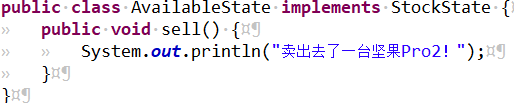 public class AvailableState implements StockState {
    public void sell() {
        System.out.println("卖出去了一台坚果Pro2！");
    }
}